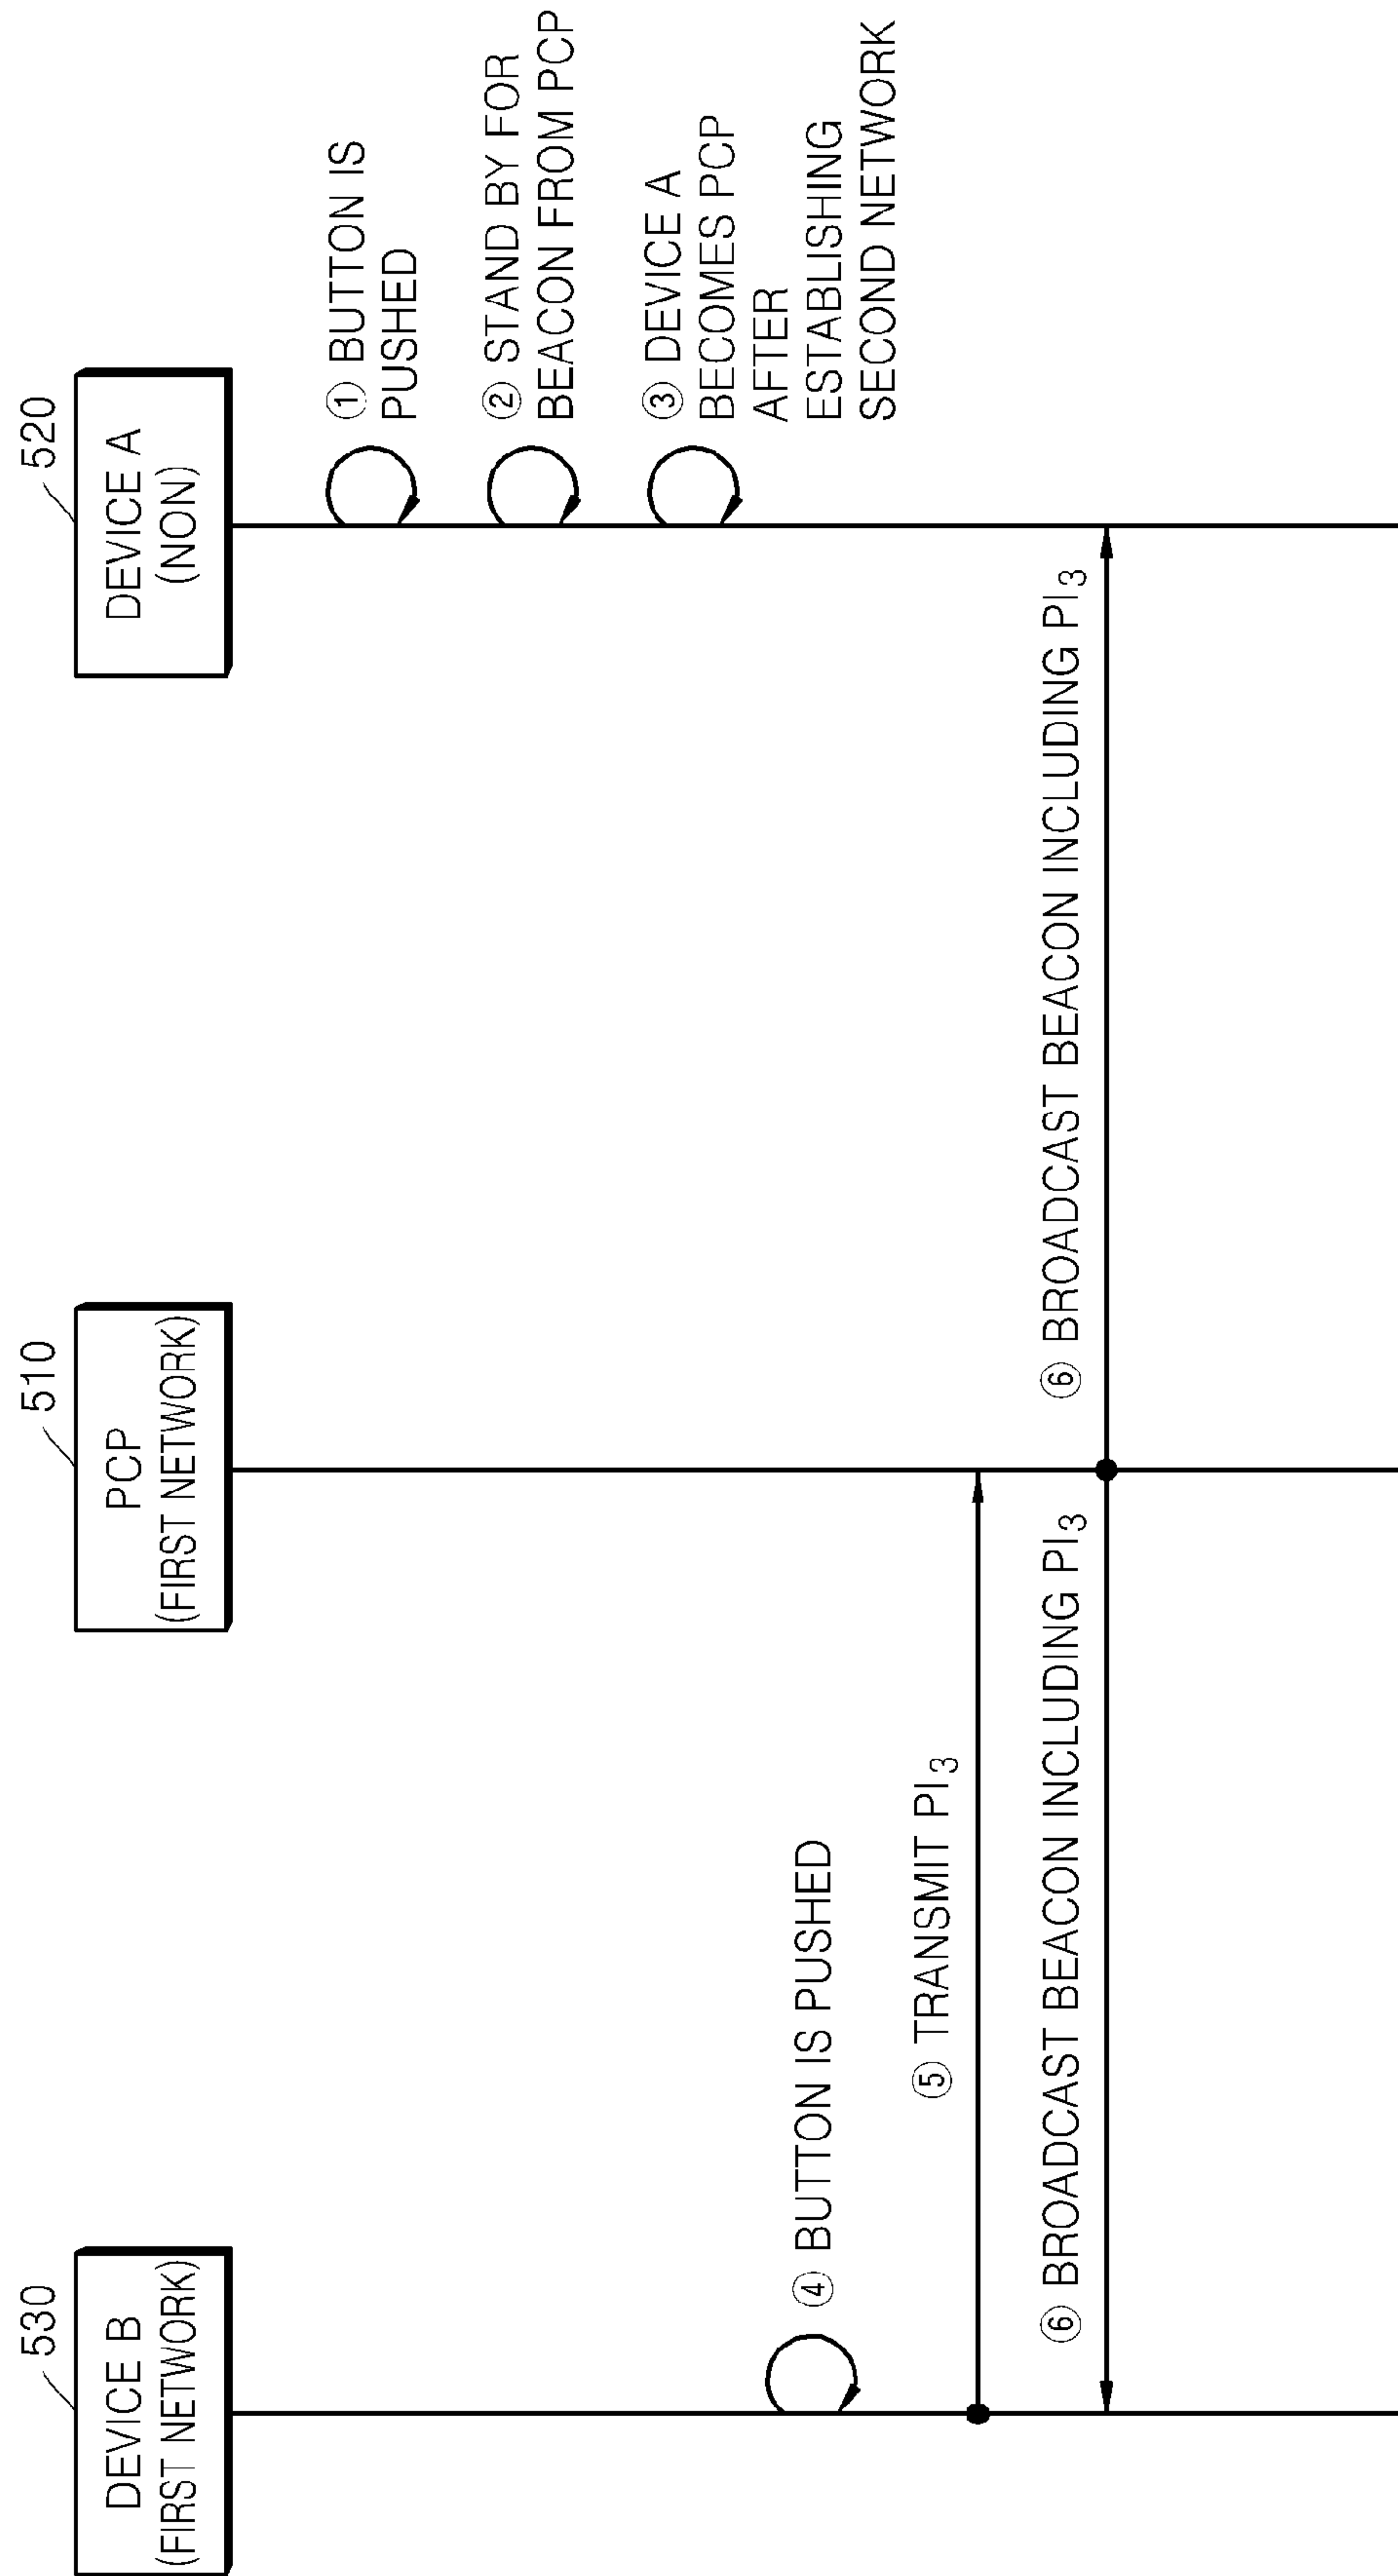 530
DEVICE B
(FIRST NETWORK)
510
PCP
(FIRST NETWORK)
520
DEVICE A
(NON)
① BUTTON IS
PUSHED
② STAND BY FOR
BEACON FROM PCP
③ DEVICE A
BECOMES PCP
AFTER
ESTABLISHING
SECOND NETWORK
④ BUTTON IS PUSHED
⑤ TRANSMIT PI3
⑥ BROADCAST BEACON INCLUDING PI3
⑥ BROADCAST BEACON INCLUDING PI3